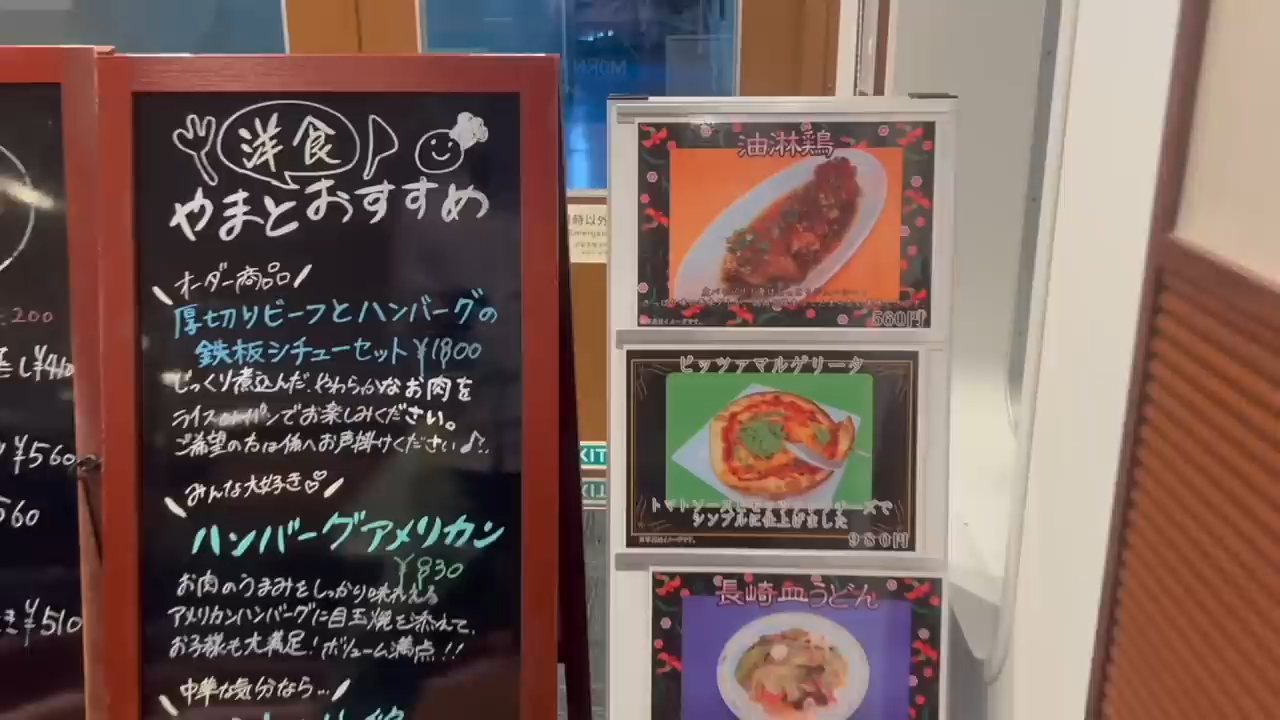 200
し¥410
¥560
560
き¥510
洋食
やまとおすすめ
オーダー商品
厚切りビーフとハンバーグの
鉄板シチューセット ¥1800
じっくり煮込んだ、やわらかなお肉を
ライスorパンでお楽しみください。
ご希望の方は係へお声掛けください♪
みんな大好き♡
ハンバーグアメリカン
¥830
お肉のうまみをしっかり味わえる
アメリカンハンバーグに目玉焼を添えて。
お子様も大満足!ボリューム満点!!
中華な気分なら…
油淋鶏
560円
ピッツァマルゲリータ
シンプルに仕上げました
980円
長崎皿うどん